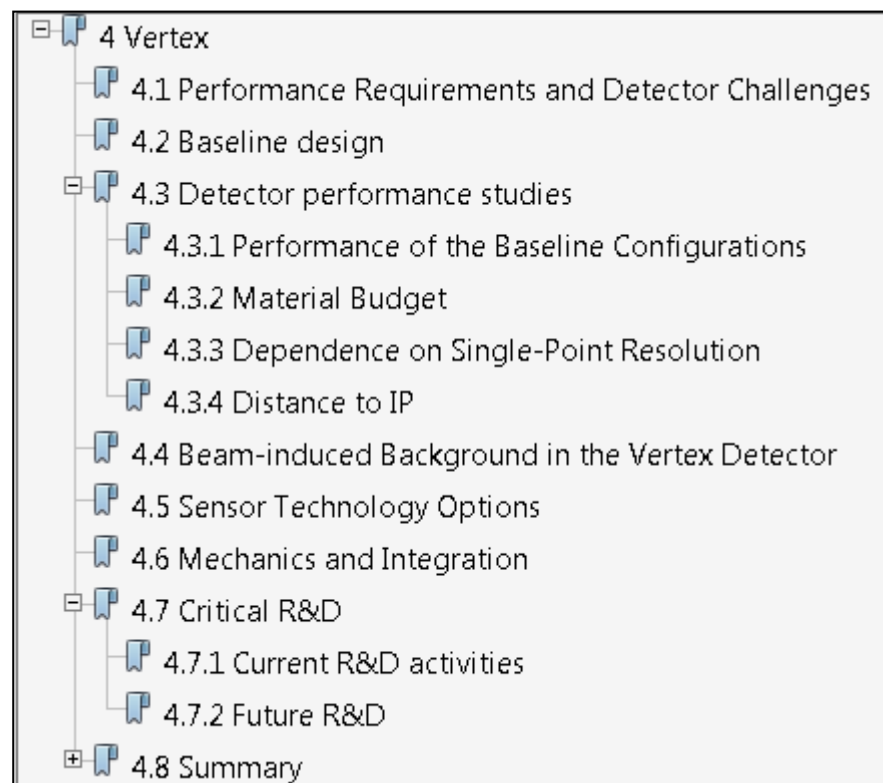 4 Vertex
4.1 Performance Requirements and Detector Challenges
4.2 Baseline design
4.3 Detector performance studies
4.3.1 Performance of the Baseline Configurations
4.3.2 Material Budget
4.3.3 Dependence on Single-Point Resolution
4.3.4 Distance to IP
4.4 Beam-induced Background in the Vertex Detector
4.5 Sensor Technology Options
4.6 Mechanics and Integration
4.7 Critical R&D
4.7.1 Current R&D activities
4.7.2 Future R&D
4.8 Summary